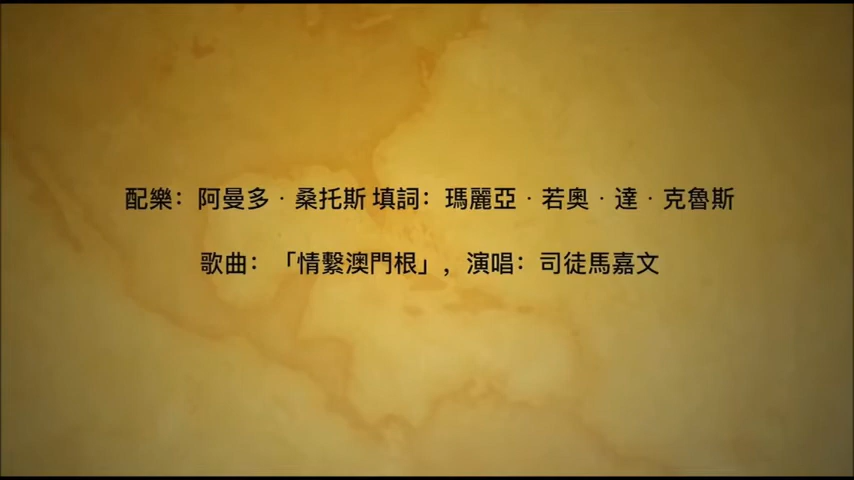 配樂：阿曼多·桑托斯 填詞：瑪麗亞·若奧·達·克魯斯
歌曲：「情繫澳門根」，演唱：司徒馬嘉文